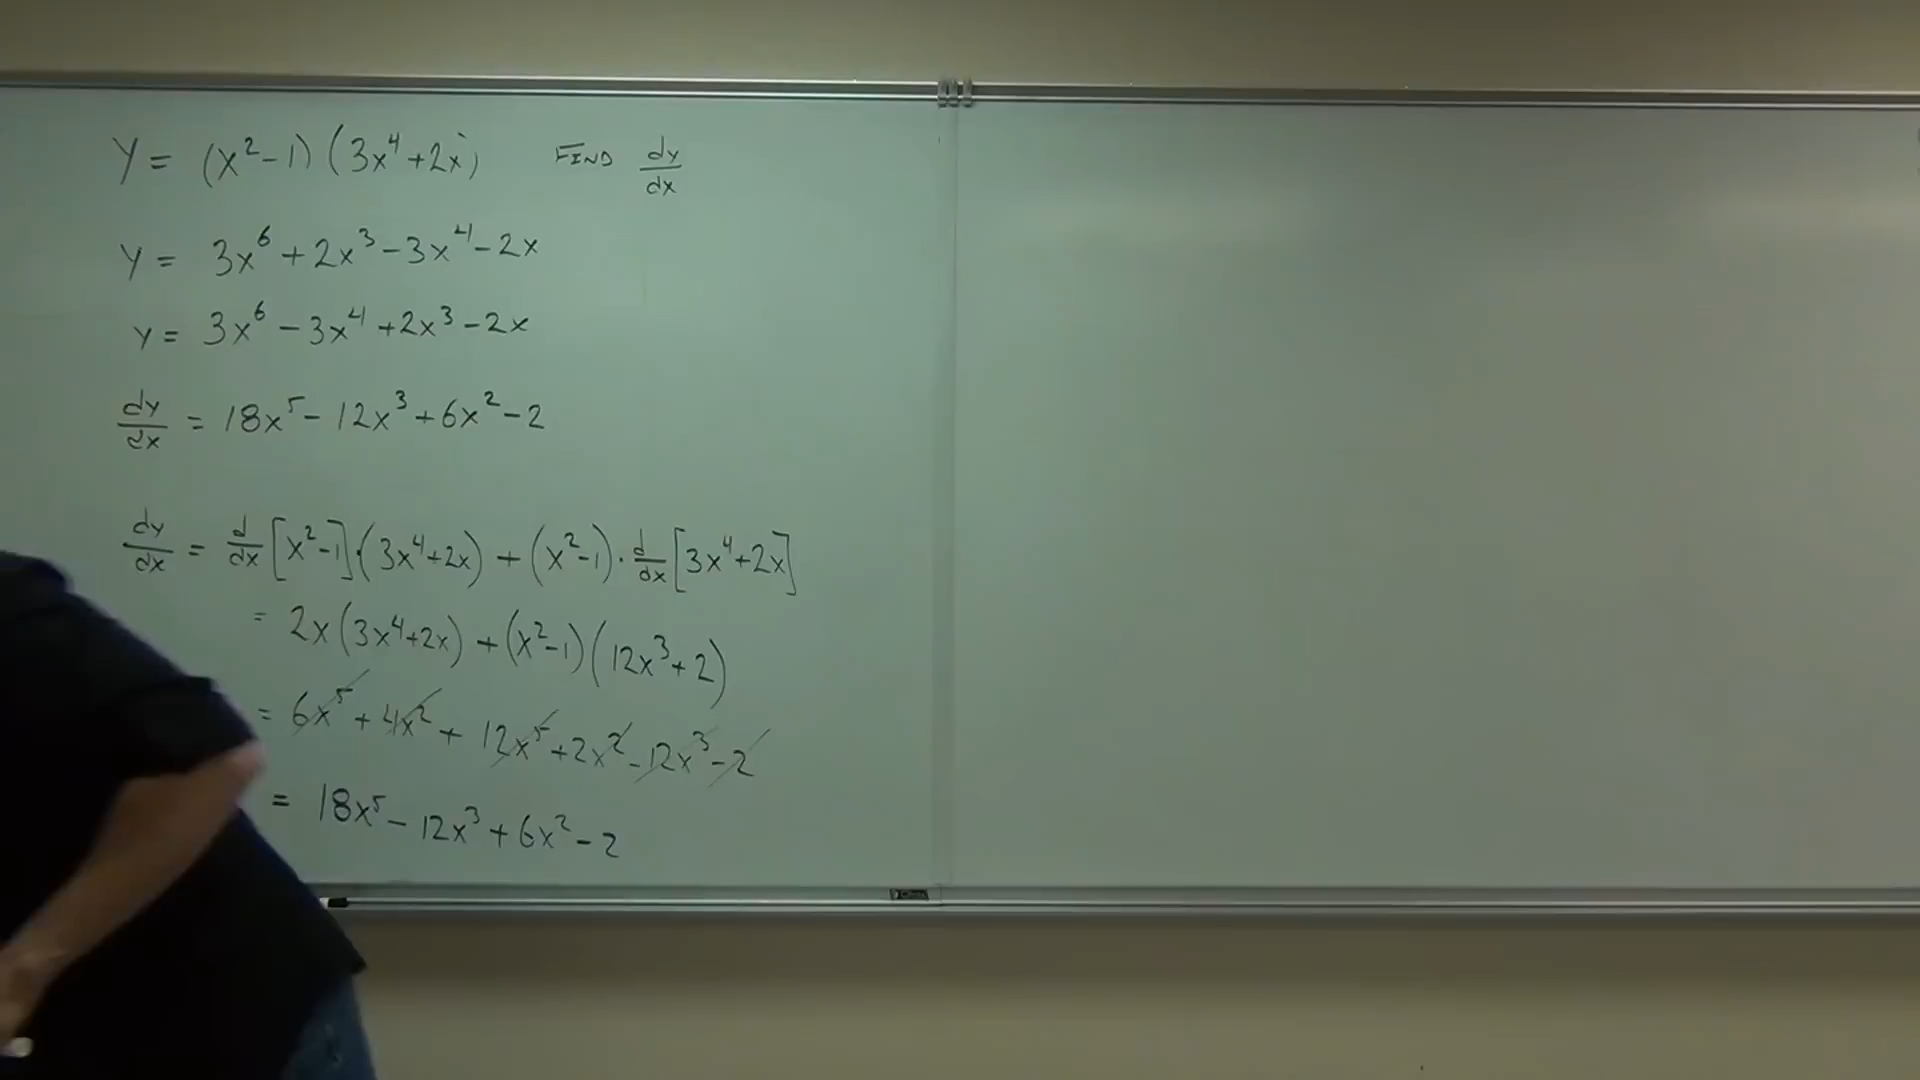 y = (x² - 1) (3x⁴ + 2x) FIND dy/dx
y = 3x⁶ + 2x³ - 3x⁴ - 2x
y = 3x⁶ - 3x⁴ + 2x³ - 2x
dy/dx = 18x⁵ - 12x³ + 6x² - 2
dy/dx = d/dx [x² - 1] · (3x⁴ + 2x) + (x² - 1) · d/dx [3x⁴ + 2x]
= 2x (3x⁴ + 2x) + (x² - 1) (12x³ + 2)
= 6x⁵ + 4x² + 12x⁵ + 2x² - 12x³ - 2
= 18x⁵ - 12x³ + 6x² - 2